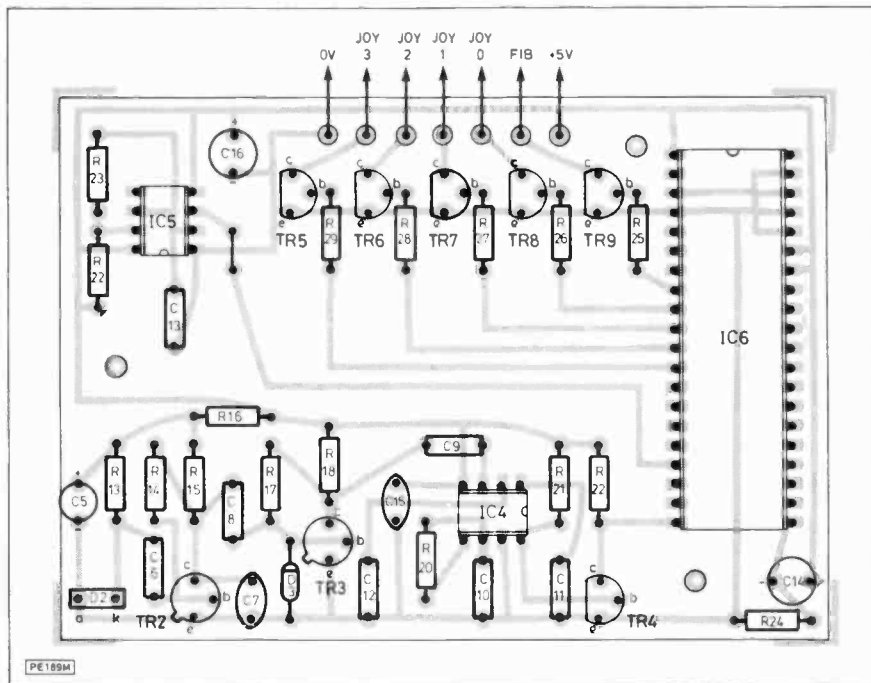 JOY JOY JOY JOY
0V 3 2 1 0 FIB +5V
+
C16
R 23
IC5
R 22
C 13
c c c c c
b b b b b
e e e e e
R 29 R 28 R 27 R 26 R 25
TR5 TR6 TR7 TR8 TR9
IC6
R16
C9
+
C5
-
R 13 R 14 R 15 C 8 R 17 R 18 C15 IC4 R 21 R 22
c
b
e
TR3
R 20
D2
a k
TR2
c
b
e
C7
D 3
C 12
C 10
C 11
c
b
e
TR4
C14
+
R24
PE189M